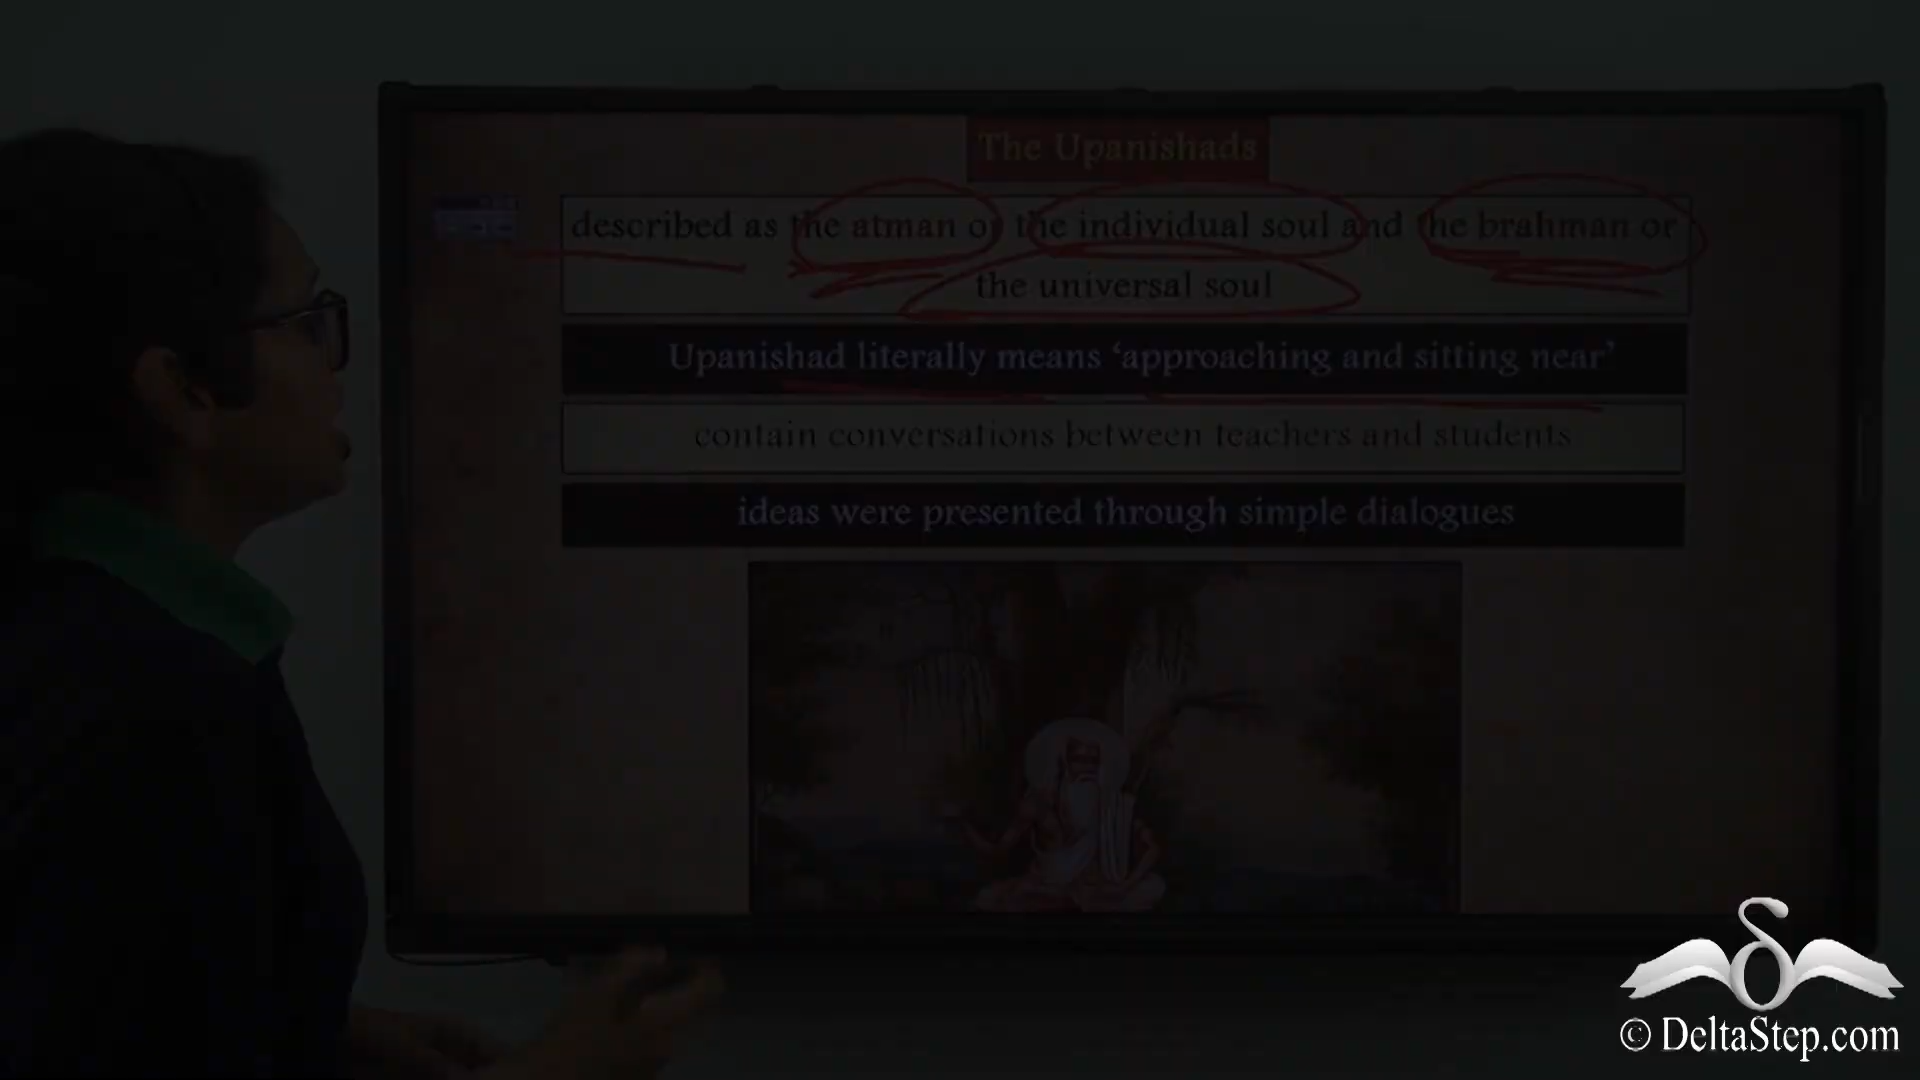 The Upanishads
described as the atman or the individual soul and the brahman or
the universal soul
Upanishad literally means ‘approaching and sitting near’
contain conversations between teachers and students
ideas were presented through simple dialogues
© DeltaStep.com